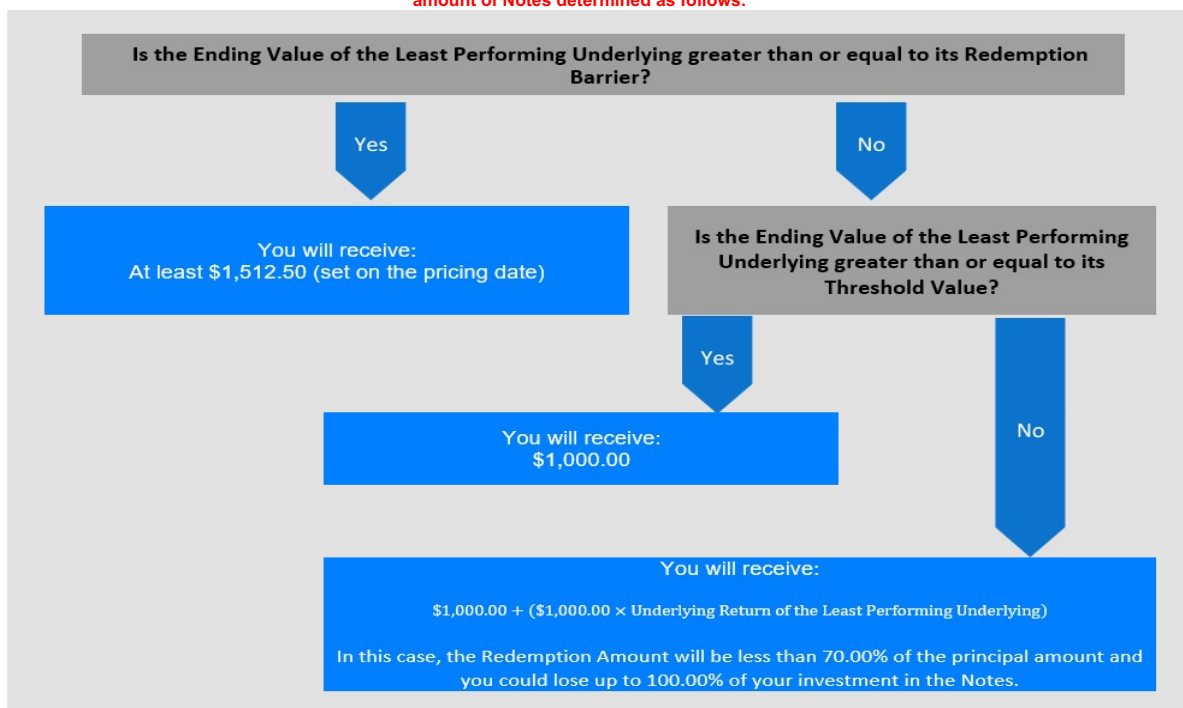 amount of Notes determined as follows:
Is the Ending Value of the Least Performing Underlying greater than or equal to its Redemption
Barrier?
Yes
No
You will receive:
At least $1,512.50 (set on the pricing date)
Is the Ending Value of the Least Performing
Underlying greater than or equal to its
Threshold Value?
Yes
No
You will receive:
$1,000.00
You will receive:
$1,000.00 + ($1,000.00 × Underlying Return of the Least Performing Underlying)
In this case, the Redemption Amount will be less than 70.00% of the principal amount and
you could lose up to 100.00% of your investment in the Notes.